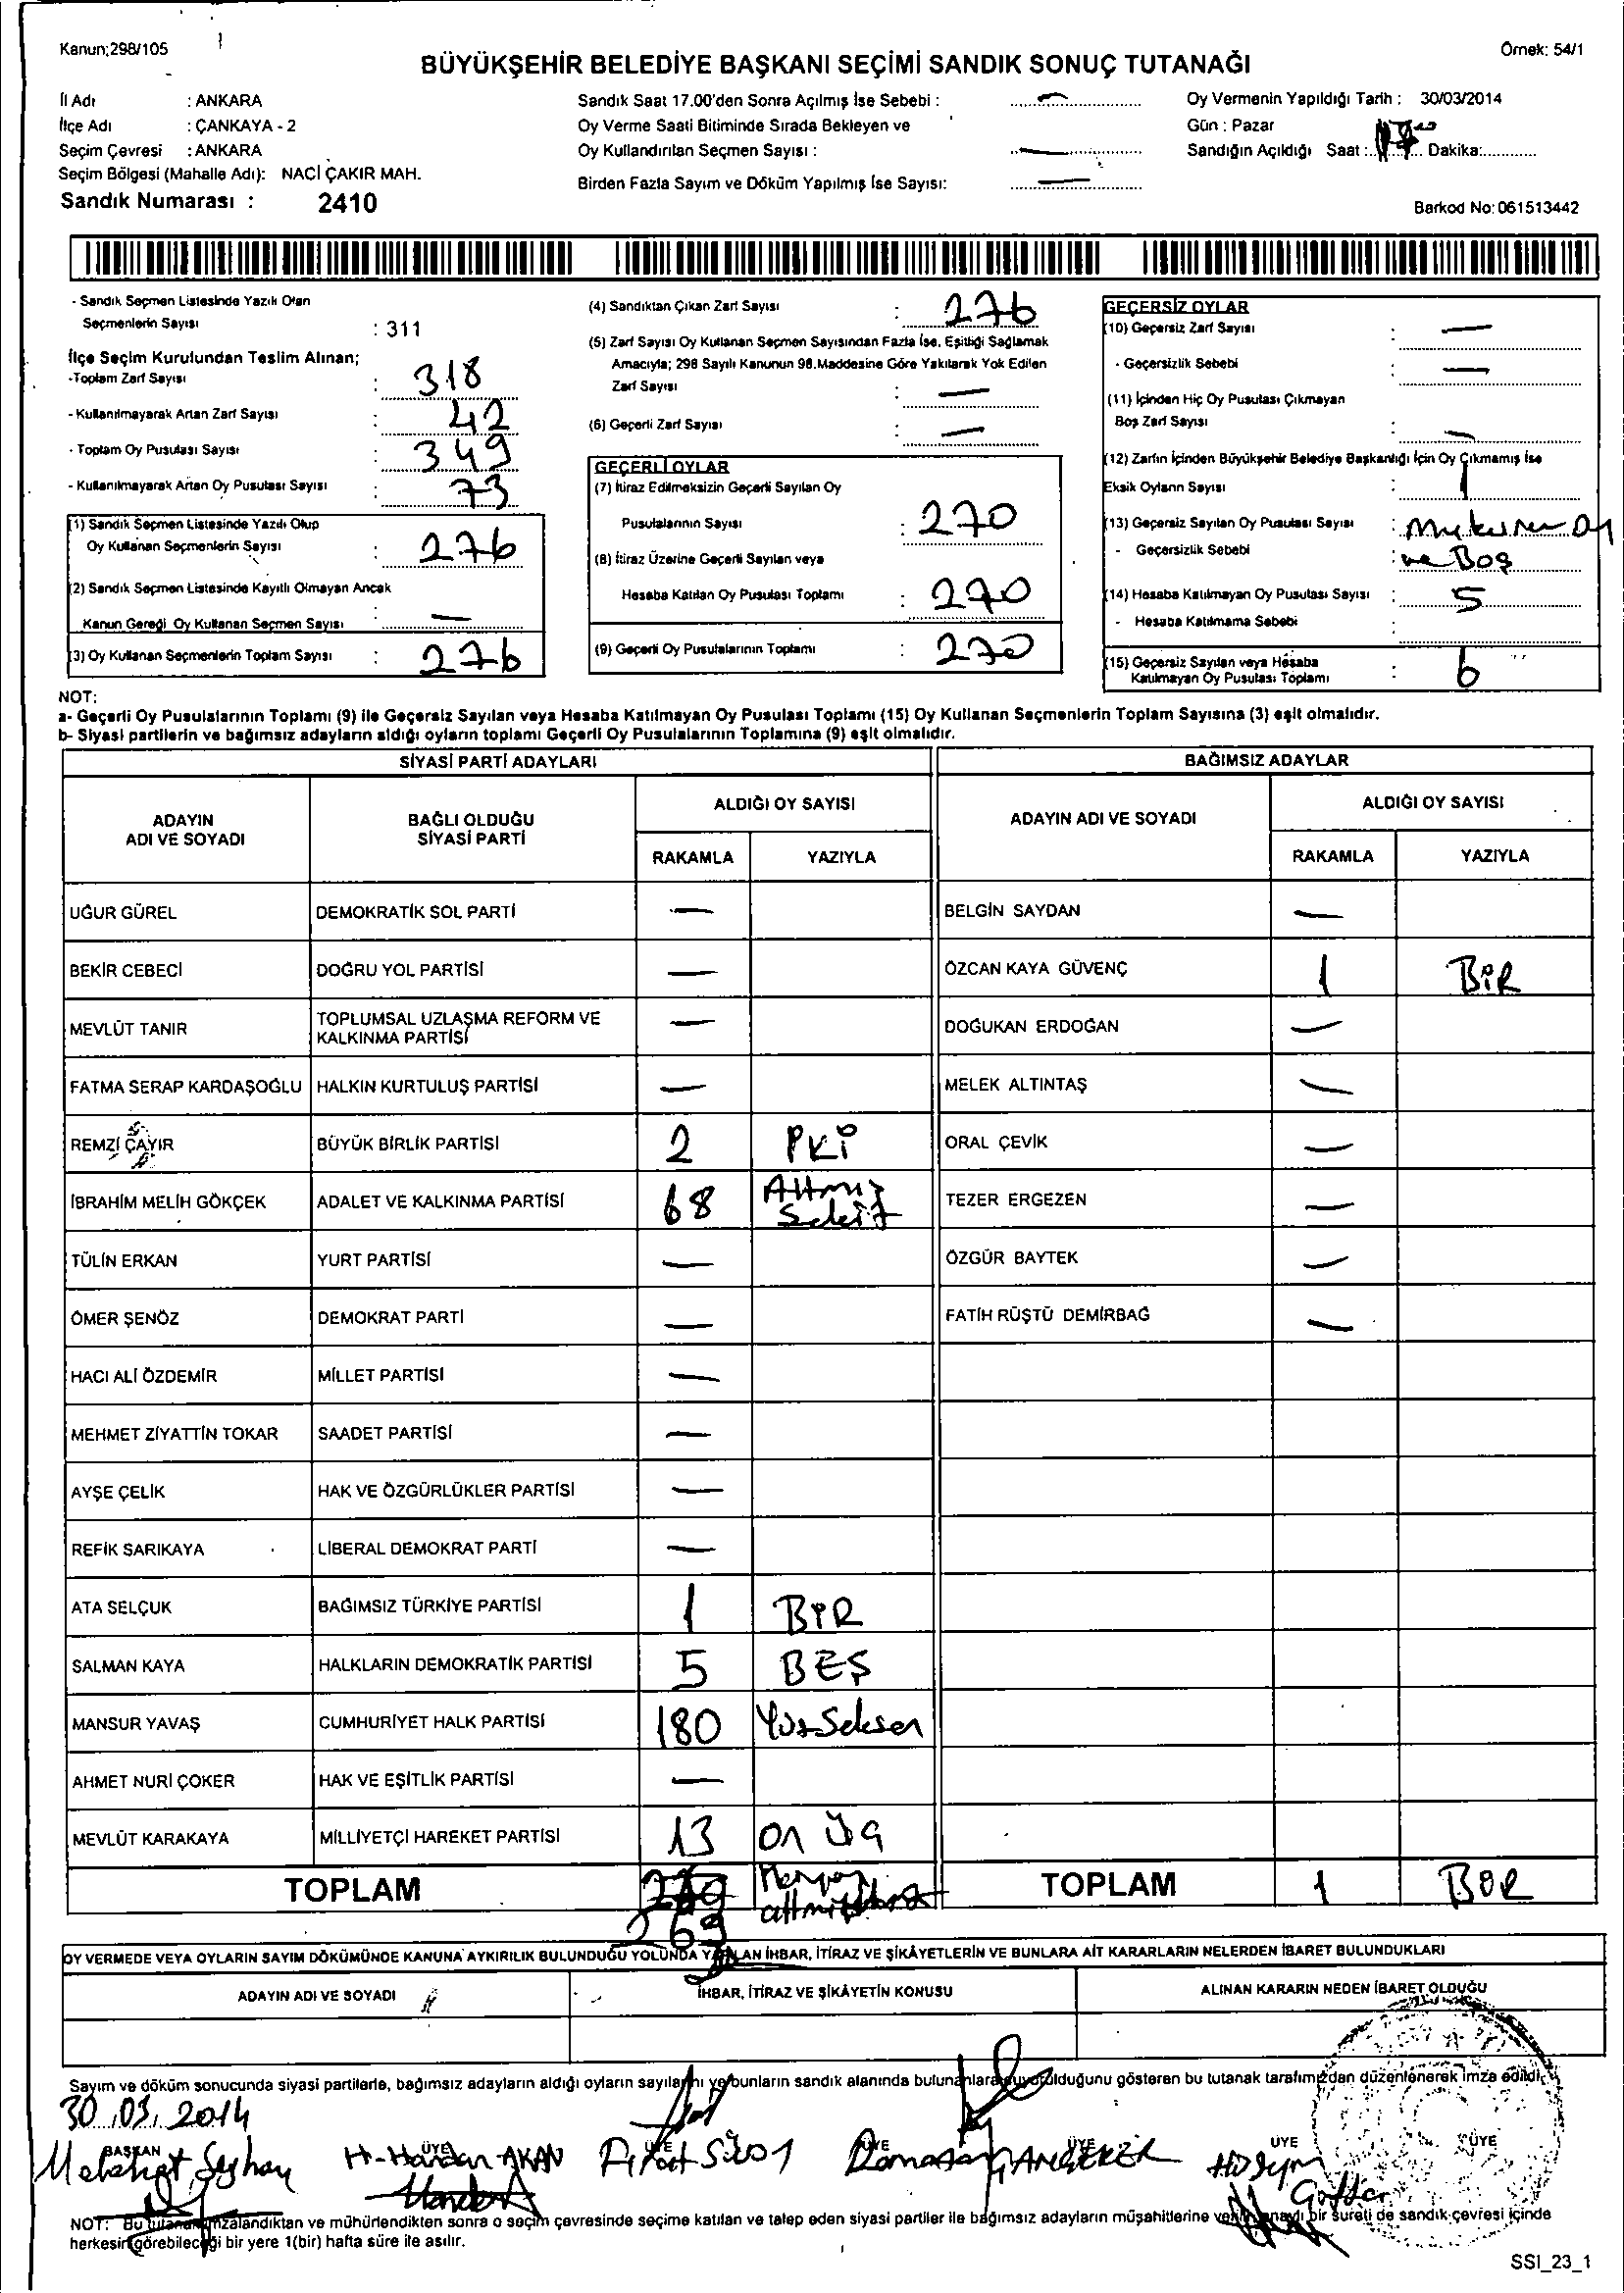 Kanun;298/105
Örnek: 54/1
BÜYÜKŞEHİR BELEDİYE BAŞKANI SEÇİMİ SANDIK SONUÇ TUTANAĞI
İl Adı : ANKARA
İlçe Adı : ÇANKAYA - 2
Seçim Çevresi : ANKARA
Seçim Bölgesi (Mahalle Adı): NACİ ÇAKIR MAH.
Sandık Numarası : 2410
Sandık Saat 17.00'den Sonra Açılmış İse Sebebi : —
Oy Verme Saati Bitiminde Sırada Bekleyen ve
Oy Kullandırılan Seçmen Sayısı : —
Birden Fazla Sayım ve Döküm Yapılmış İse Sayısı: —
Oy Vermenin Yapıldığı Tarih : 30/03/2014
Gün : Pazar
Sandığın Açıldığı Saat : Dakika:
Barkod No: 061513442
- Sandık Seçmen Listesinde Yazılı Olan
Seçmenlerin Sayısı : 311
İlçe Seçim Kurulundan Teslim Alınan;
-Toplam Zarf Sayısı : 318
- Kullanılmayarak Artan Zarf Sayısı : 42
- Toplam Oy Pusulası Sayısı : 349
- Kullanılmayarak Artan Oy Pusulası Sayısı : 73
(1) Sandık Seçmen Listesinde Yazılı Olup
Oy Kullanan Seçmenlerin Sayısı : 276
(2) Sandık Seçmen Listesinde Kayıtlı Olmayan Ancak
Kanun Gereği Oy Kullanan Seçmen Sayısı : —
(3) Oy Kullanan Seçmenlerin Toplam Sayısı : 276
(4) Sandıktan Çıkan Zarf Sayısı : 276
(5) Zarf Sayısı Oy Kullanan Seçmen Sayısından Fazla İse, Eşitliği Sağlamak
Amacıyla; 298 Sayılı Kanunun 98.Maddesine Göre Yakılarak Yok Edilen
Zarf Sayısı : —
(6) Geçerli Zarf Sayısı : —
GEÇERLİ OYLAR
(7) İtiraz Edilmeksizin Geçerli Sayılan Oy
Pusulalarının Sayısı : 270
(8) İtiraz Üzerine Geçerli Sayılan veya
Hesaba Katılan Oy Pusulası Toplamı : 270
(9) Geçerli Oy Pusulalarının Toplamı : 270
GEÇERSİZ OYLAR
(10) Geçersiz Zarf Sayısı : —
- Geçersizlik Sebebi : —
(11) İçinden Hiç Oy Pusulası Çıkmayan
Boş Zarf Sayısı : —
(12) Zarfın İçinden Büyükşehir Belediye Başkanlığı İçin Oy Çıkmamış İse
Eksik Oyların Sayısı : 1
(13) Geçersiz Sayılan Oy Pusulası Sayısı : oy
- Geçersizlik Sebebi : ve Boş
(14) Hesaba Katılmayan Oy Pusulası Sayısı : 5
- Hesaba Katılmama Sebebi :
(15) Geçersiz Sayılan veya Hesaba
Katılmayan Oy Pusulası Toplamı : 6
NOT:
a- Geçerli Oy Pusulalarının Toplamı (9) ile Geçersiz Sayılan veya Hesaba Katılmayan Oy Pusulası Toplamı (15) Oy Kullanan Seçmenlerin Toplam Sayısına (3) eşit olmalıdır.
b- Siyasi partilerin ve bağımsız adayların aldığı oyların toplamı Geçerli Oy Pusulalarının Toplamına (9) eşit olmalıdır.
SİYASİ PARTİ ADAYLARI
ADAYIN ADI VE SOYADI
BAĞLI OLDUĞU SİYASİ PARTİ
ALDIĞI OY SAYISI
RAKAMLA YAZIYLA
UĞUR GÜREL DEMOKRATİK SOL PARTİ —
BEKİR CEBECİ DOĞRU YOL PARTİSİ —
MEVLÜT TANIR TOPLUMSAL UZLAŞMA REFORM VE KALKINMA PARTİSİ —
FATMA SERAP KARDAŞOĞLU HALKIN KURTULUŞ PARTİSİ —
REMZİ ÇAYIR BÜYÜK BİRLİK PARTİSİ 2 İKİ
İBRAHİM MELİH GÖKÇEK ADALET VE KALKINMA PARTİSİ 68 Altmış Sekiz
TÜLİN ERKAN YURT PARTİSİ —
ÖMER ŞENÖZ DEMOKRAT PARTİ —
HACI ALİ ÖZDEMİR MİLLET PARTİSİ —
MEHMET ZİYATTİN TOKAR SAADET PARTİSİ —
AYŞE ÇELİK HAK VE ÖZGÜRLÜKLER PARTİSİ —
REFİK SARIKAYA LİBERAL DEMOKRAT PARTİ —
ATA SELÇUK BAĞIMSIZ TÜRKİYE PARTİSİ 1 BİR
SALMAN KAYA HALKLARIN DEMOKRATİK PARTİSİ 5 BEŞ
MANSUR YAVAŞ CUMHURİYET HALK PARTİSİ 180 Yüz Seksen
AHMET NURİ ÇOKER HAK VE EŞİTLİK PARTİSİ —
MEVLÜT KARAKAYA MİLLİYETÇİ HAREKET PARTİSİ 13 On üç
TOPLAM 269
BAĞIMSIZ ADAYLAR
ADAYIN ADI VE SOYADI
ALDIĞI OY SAYISI
RAKAMLA YAZIYLA
BELGİN SAYDAN —
ÖZCAN KAYA GÜVENÇ 1 BİR
DOĞUKAN ERDOĞAN —
MELEK ALTINTAŞ —
ORAL ÇEVİK —
TEZER ERGEZEN —
ÖZGÜR BAYTEK —
FATİH RÜŞTÜ DEMİRBAĞ —
TOPLAM 1 BİR
OY VERMEDE VEYA OYLARIN SAYIM DÖKÜMÜNDE KANUNA AYKIRILIK BULUNDUĞU YOLUNDA YAPILAN İHBAR, İTİRAZ VE ŞİKÂYETLERİN VE BUNLARA AİT KARARLARIN NELERDEN İBARET BULUNDUKLARI
ADAYIN ADI VE SOYADI
İHBAR, İTİRAZ VE ŞİKÂYETİN KONUSU
ALINAN KARARIN NEDEN İBARET OLDUĞU
Sayım ve döküm sonucunda siyasi partilerle, bağımsız adayların aldığı oyların sayılarını ve bunların sandık alanında bulunanlara duyurulduğunu gösteren bu tutanak tarafımızdan düzenlenerek imza edildi.
30.03.2014
BAŞKAN ÜYE ÜYE ÜYE ÜYE ÜYE ÜYE
H. Handan AKAN
NOT: Bu tutanak imzalandıktan ve mühürlendikten sonra o seçim çevresinde seçime katılan ve talep eden siyasi partiler ile bağımsız adayların müşahitlerine verilir, onaylı bir sureti de sandık çevresi içinde
herkesin görebileceği bir yere 1(bir) hafta süre ile asılır.
SSI_23_1